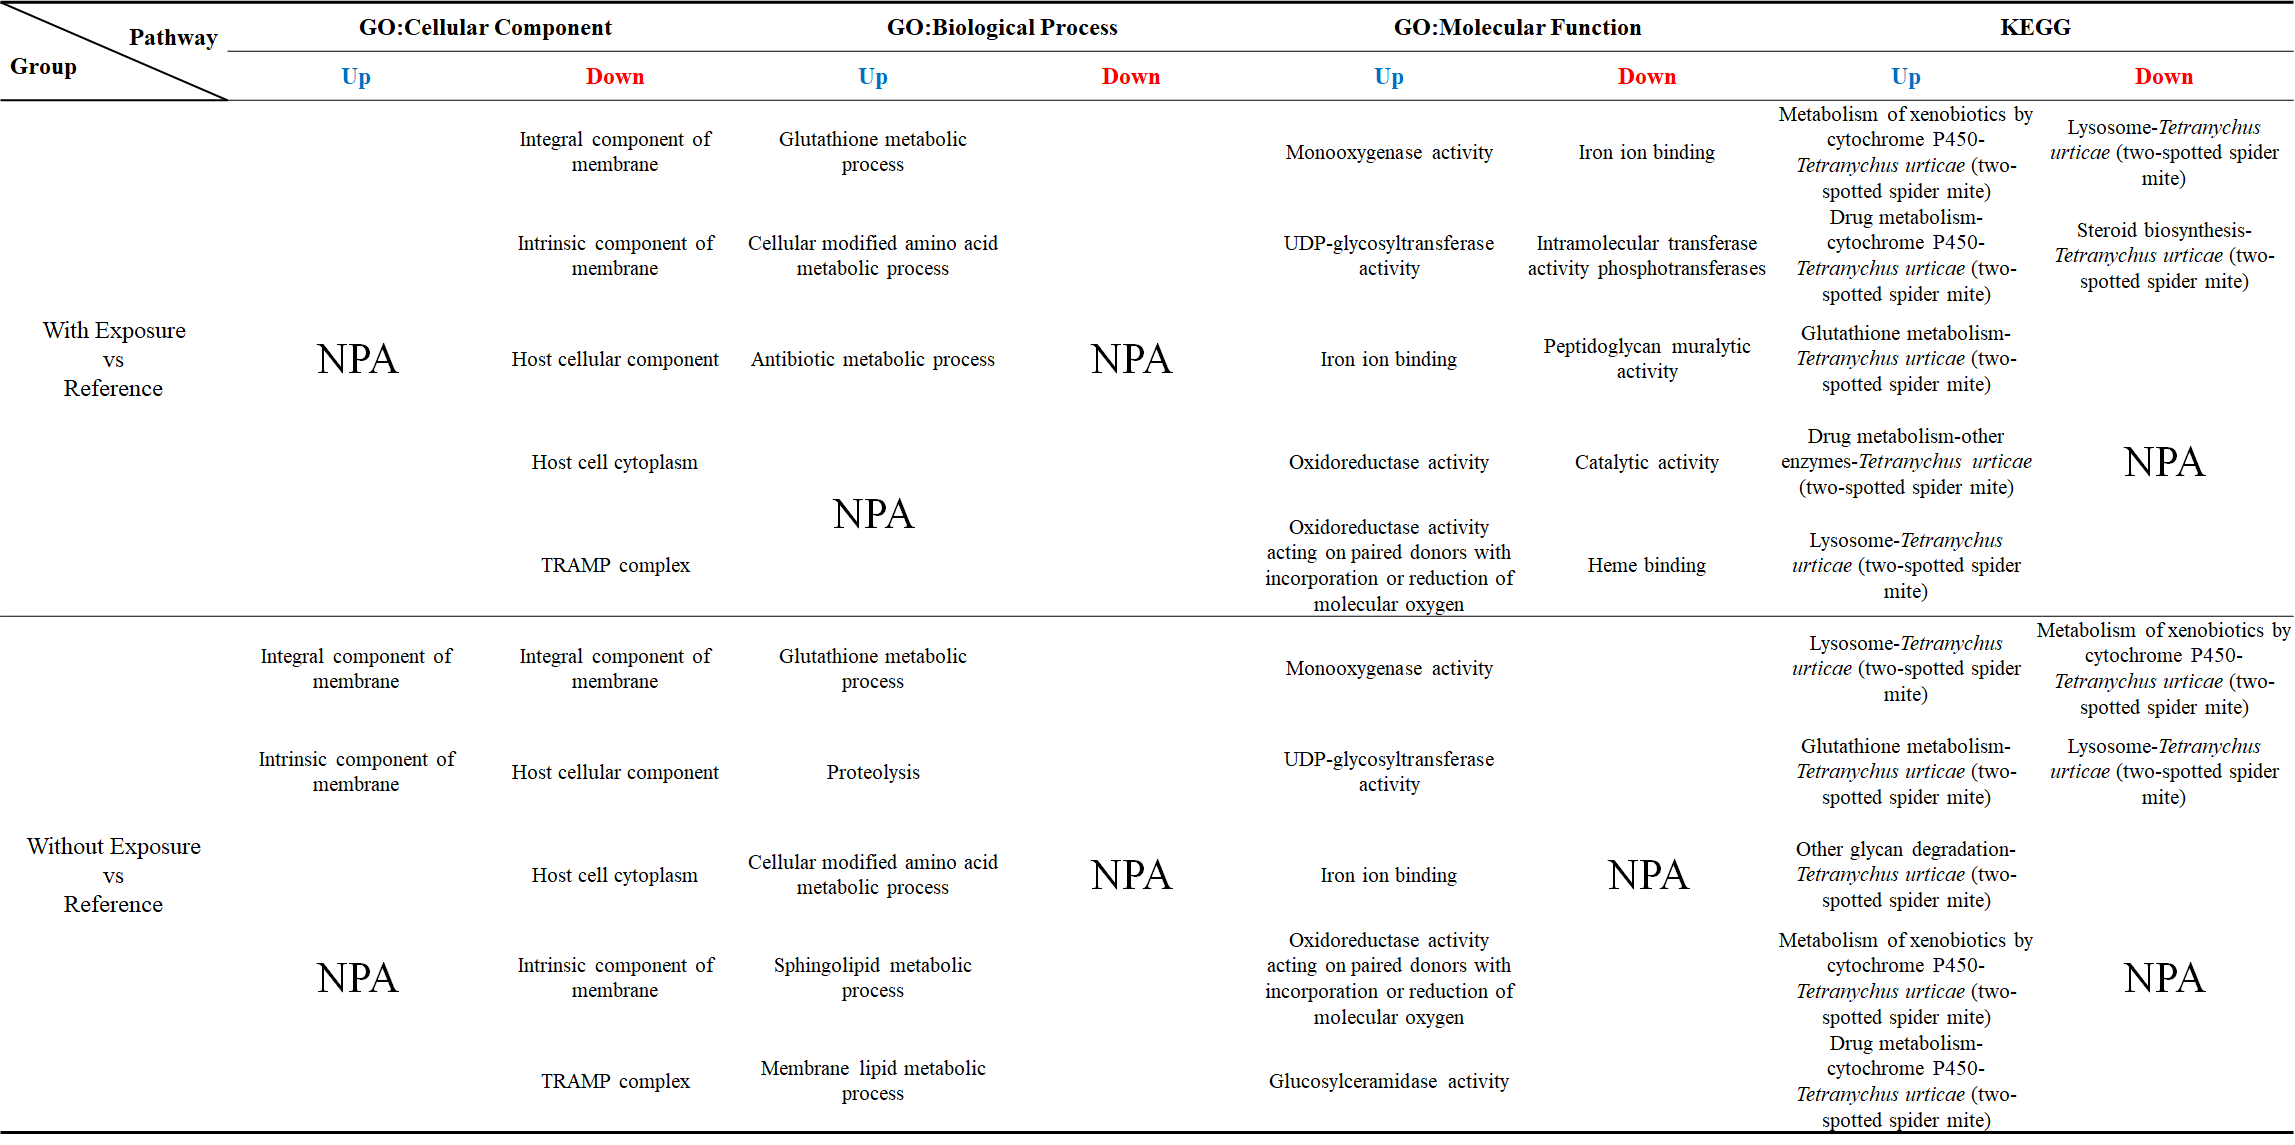 Pathway
Group
GO:Cellular Component
GO:Biological Process
GO:Molecular Function
KEGG
Up
Down
Up
Down
Up
Down
Up
Down
With Exposure
vs
Reference
NPA
Integral component of
membrane
Intrinsic component of
membrane
Host cellular component
Host cell cytoplasm
TRAMP complex
Glutathione metabolic
process
Cellular modified amino acid
metabolic process
Antibiotic metabolic process
NPA
NPA
Monooxygenase activity
UDP-glycosyltransferase
activity
Iron ion binding
Oxidoreductase activity
Oxidoreductase activity
acting on paired donors with
incorporation or reduction of
molecular oxygen
Iron ion binding
Intramolecular transferase
activity phosphotransferases
Peptidoglycan muralytic
activity
Catalytic activity
Heme binding
Metabolism of xenobiotics by
cytochrome P450-
Tetranychus urticae (two-
spotted spider mite)
Drug metabolism-
cytochrome P450-
Tetranychus urticae (two-
spotted spider mite)
Glutathione metabolism-
Tetranychus urticae (two-
spotted spider mite)
Drug metabolism-other
enzymes-Tetranychus urticae
(two-spotted spider mite)
Lysosome-Tetranychus
urticae (two-spotted spider
mite)
Lysosome-Tetranychus
urticae (two-spotted spider
mite)
Steroid biosynthesis-
Tetranychus urticae (two-
spotted spider mite)
NPA
Without Exposure
vs
Reference
Integral component of
membrane
Intrinsic component of
membrane
NPA
Integral component of
membrane
Host cellular component
Host cell cytoplasm
Intrinsic component of
membrane
TRAMP complex
Glutathione metabolic
process
Proteolysis
Cellular modified amino acid
metabolic process
Sphingolipid metabolic
process
Membrane lipid metabolic
process
NPA
Monooxygenase activity
UDP-glycosyltransferase
activity
Iron ion binding
Oxidoreductase activity
acting on paired donors with
incorporation or reduction of
molecular oxygen
Glucosylceramidase activity
NPA
Lysosome-Tetranychus
urticae (two-spotted spider
mite)
Glutathione metabolism-
Tetranychus urticae (two-
spotted spider mite)
Other glycan degradation-
Tetranychus urticae (two-
spotted spider mite)
Metabolism of xenobiotics by
cytochrome P450-
Tetranychus urticae (two-
spotted spider mite)
Drug metabolism-
cytochrome P450-
Tetranychus urticae (two-
spotted spider mite)
Metabolism of xenobiotics by
cytochrome P450-
Tetranychus urticae (two-
spotted spider mite)
Lysosome-Tetranychus
urticae (two-spotted spider
mite)
NPA